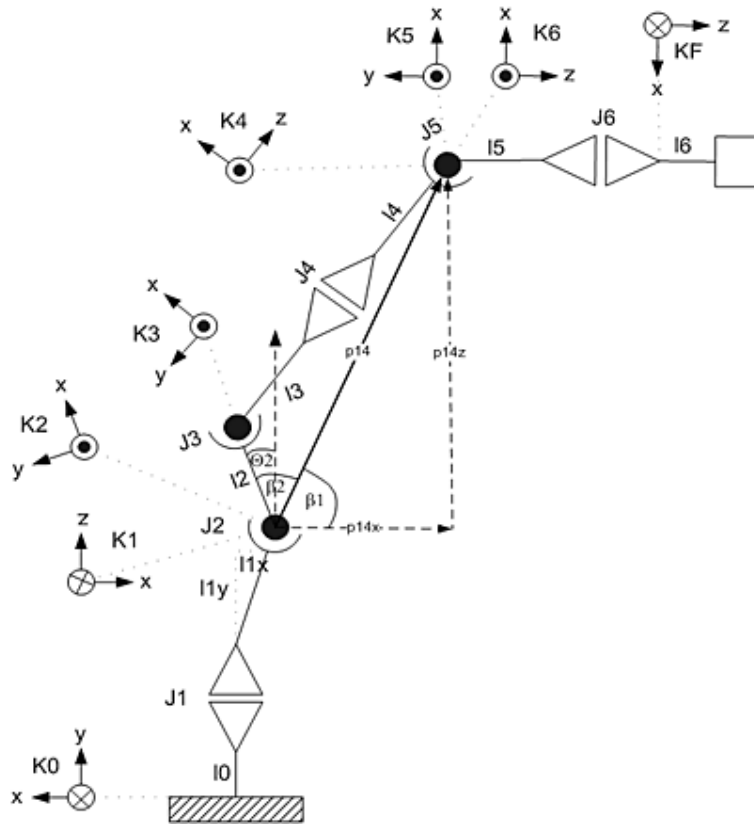 x
K5
y
x
K6
z
z
KF
x
K4
x
z
J5
l5
J6
l6
l4
J4
x
K3
y
p14
p14z
l3
x
K2
y
J3
Θ2
l2
β2
β1
J2
p14x
z
K1
x
l1x
l1y
J1
y
K0
x
l0